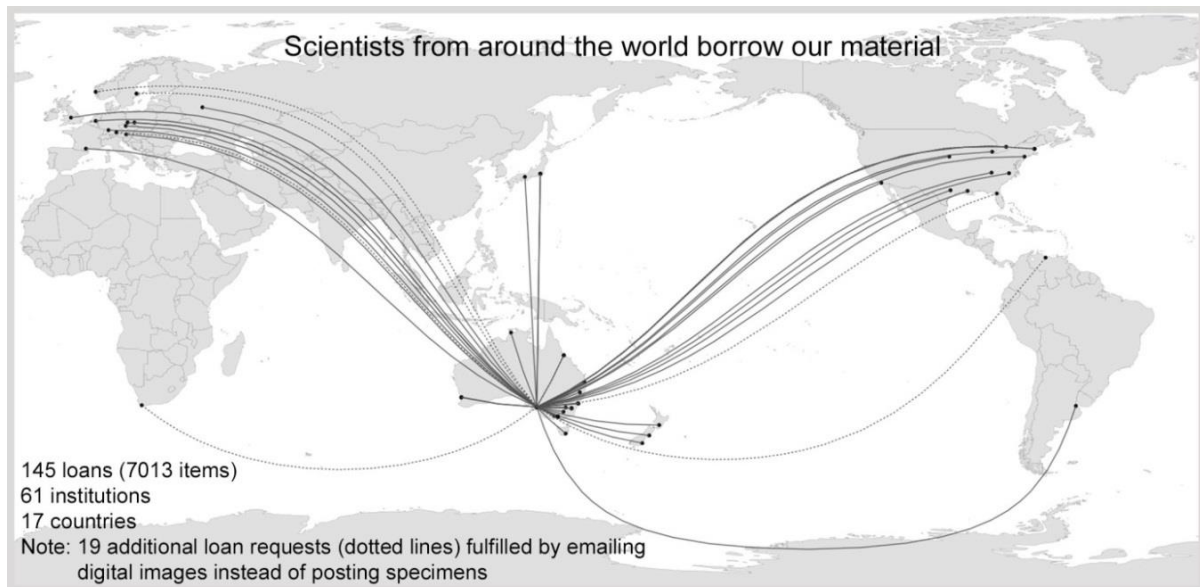 Scientists from around the world borrow our material
145 loans (7013 items)
61 institutions
17 countries
Note: 19 additional loan requests (dotted lines) fulfilled by emailing
digital images instead of posting specimens